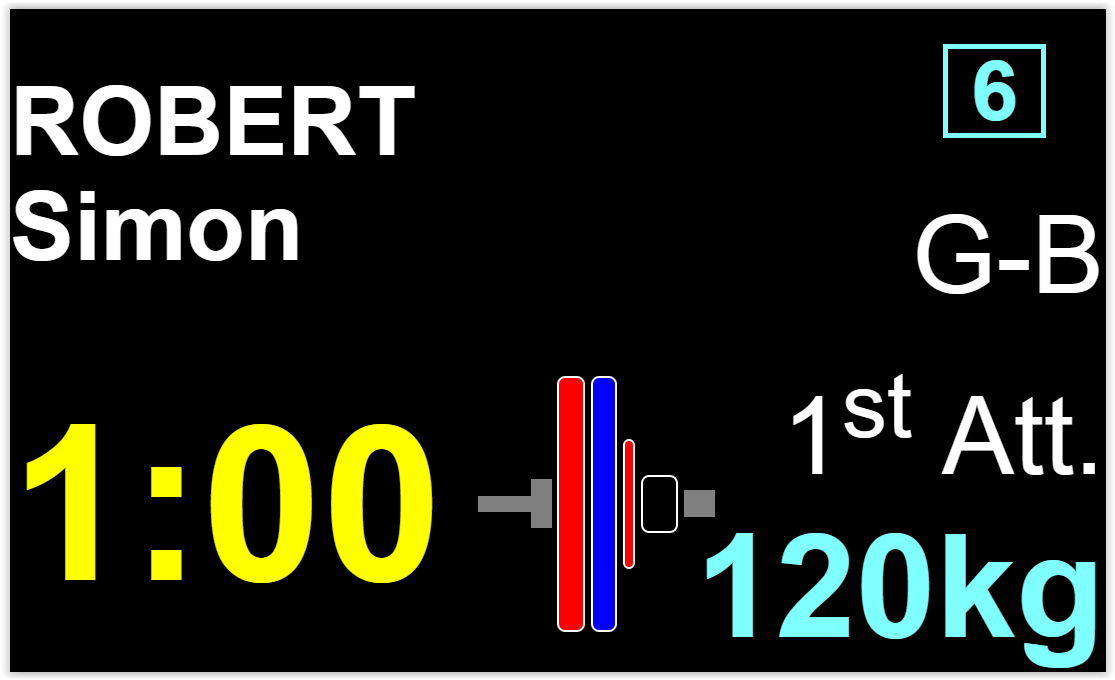 ROBERT
Simon
6
G-B
1:00
1st Att.
120kg